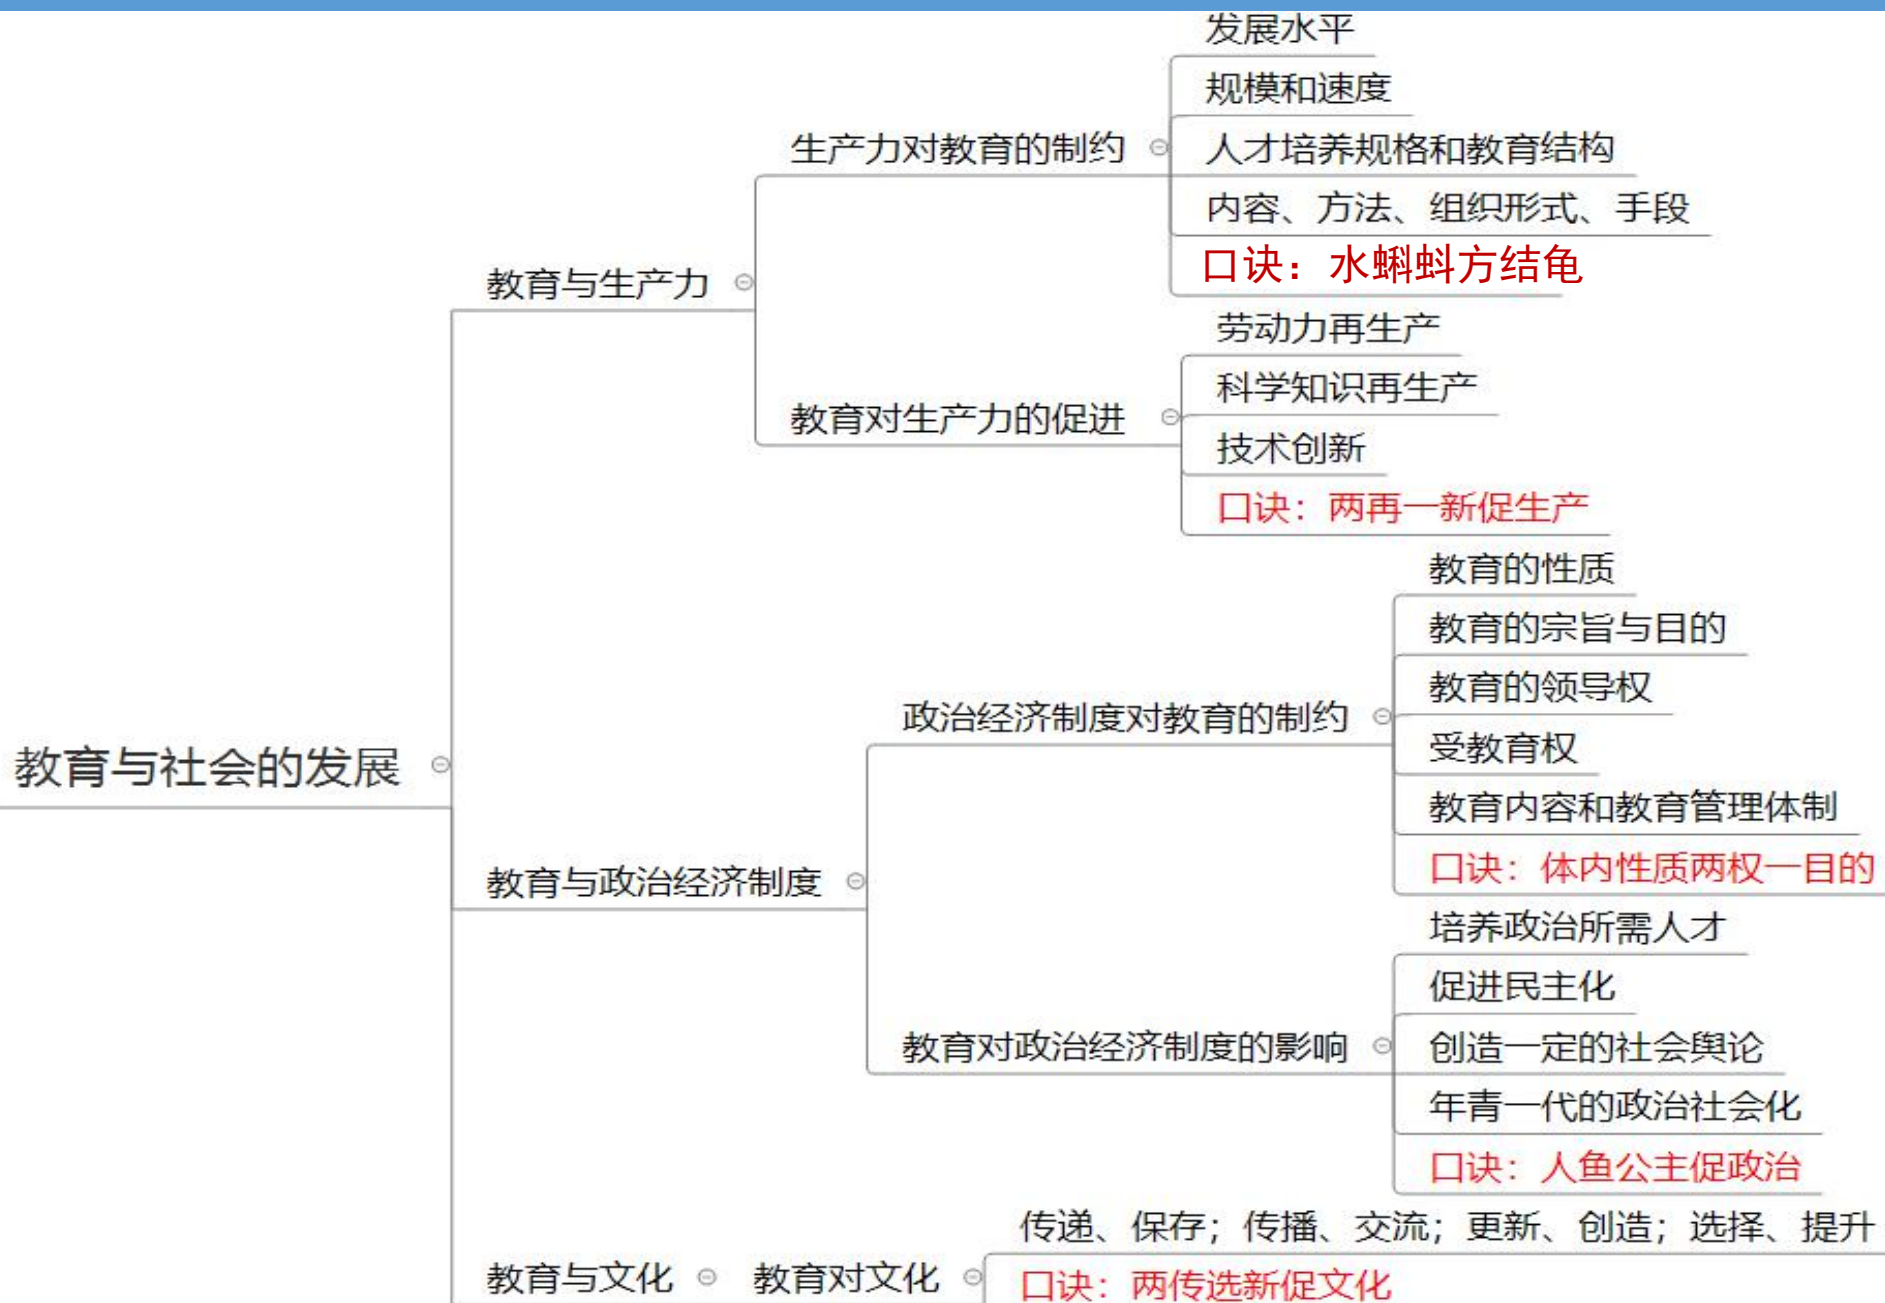 教育与社会的发展
教育与生产力
生产力对教育的制约
发展水平
规模和速度
人才培养规格和教育结构
内容、方法、组织形式、手段
口诀：水蝌蚪方结龟
教育对生产力的促进
劳动力再生产
科学知识再生产
技术创新
口诀：两再一新促生产
教育与政治经济制度
政治经济制度对教育的制约
教育的性质
教育的宗旨与目的
教育的领导权
受教育权
教育内容和教育管理体制
口诀：体内性质两权一目的
教育对政治经济制度的影响
培养政治所需人才
促进民主化
创造一定的社会舆论
年青一代的政治社会化
口诀：人鱼公主促政治
教育与文化
教育对文化
传递、保存；传播、交流；更新、创造；选择、提升
口诀：两传选新促文化